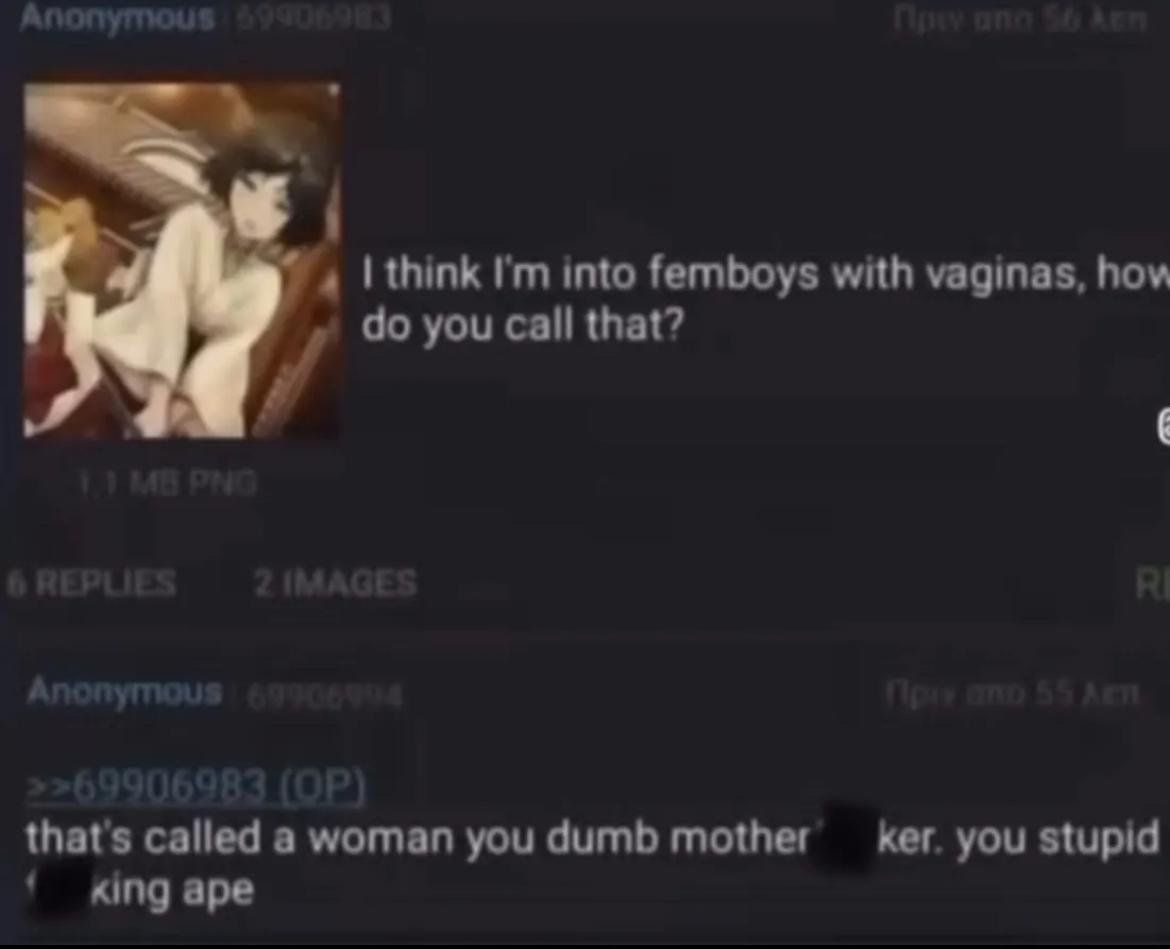 Anonymous 69906983 Πριν απο 56 λεπ
I think I'm into femboys with vaginas, how
do you call that?
1.1 MB PNG
6 REPLIES 2 IMAGES
Anonymous 69906994 Πριν απο 55 λεπ
>>69906983 (OP)
that's called a woman you dumb mother ker. you stupid
f king ape